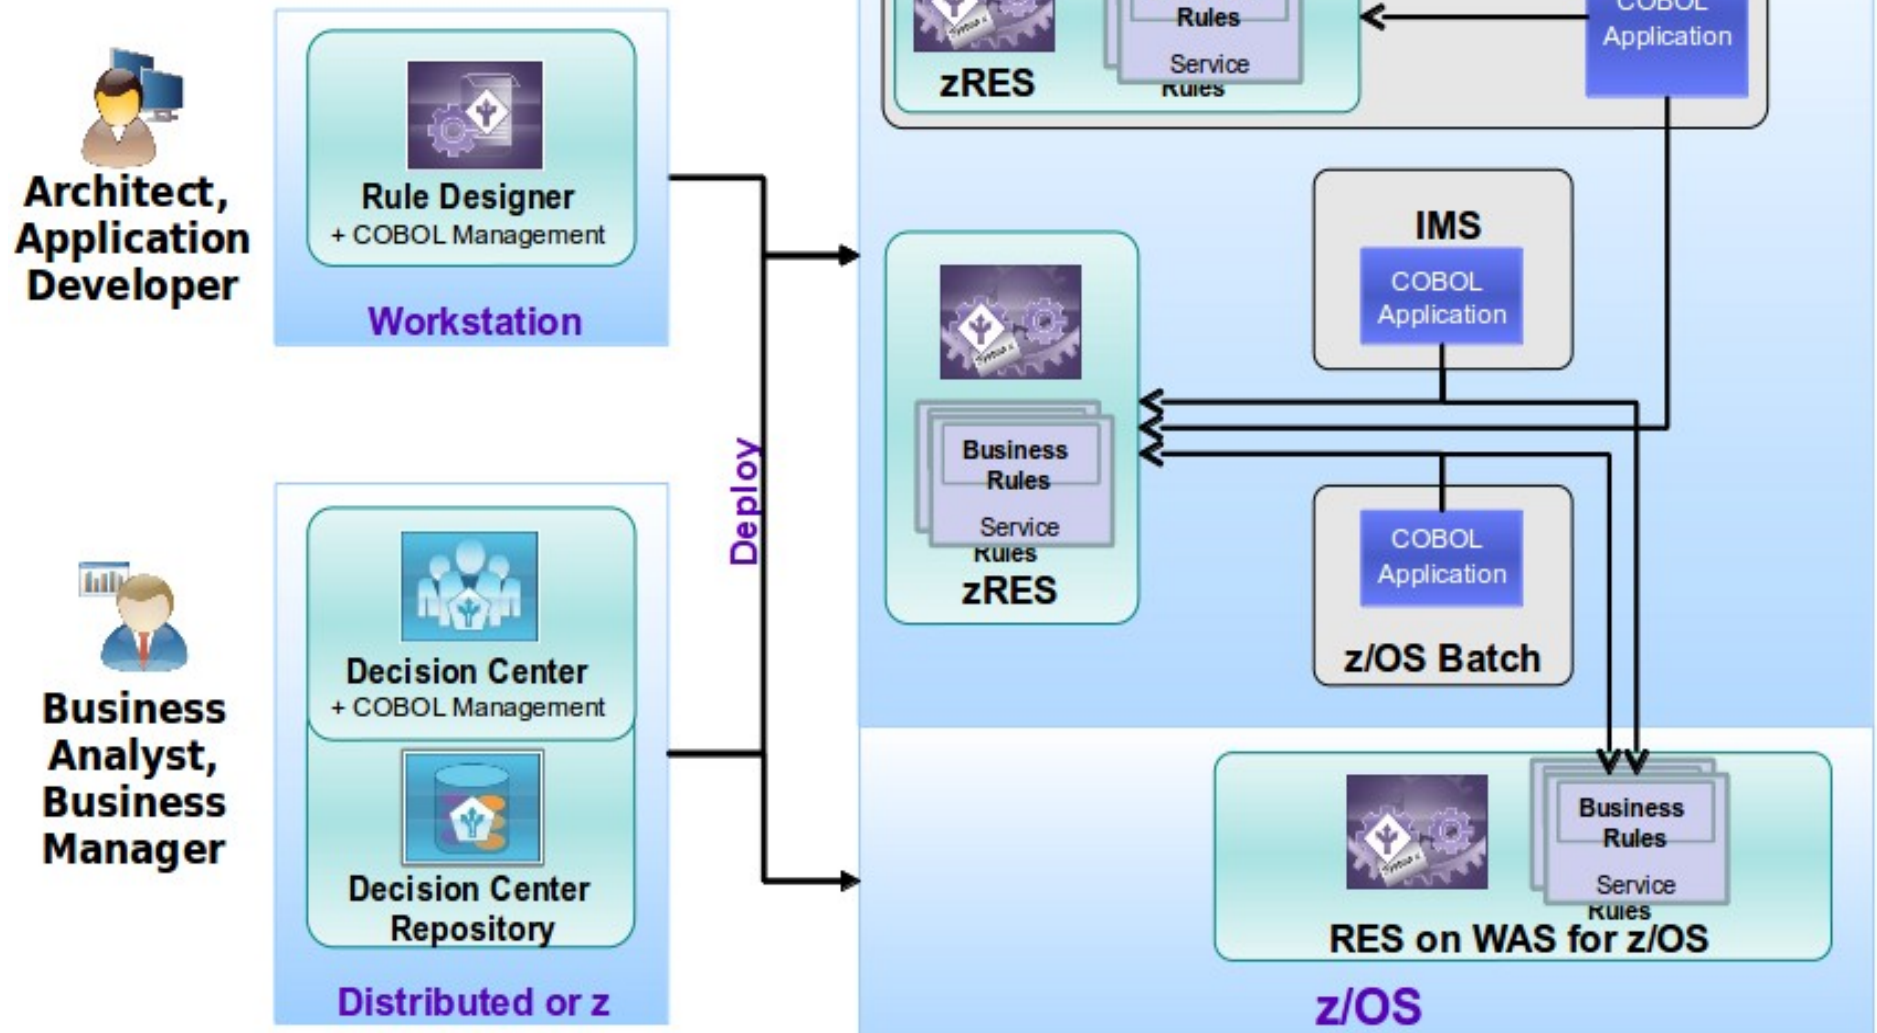 Architect,
Application
Developer
Rule Designer
+ COBOL Management
Workstation
Business
Analyst,
Business
Manager
Decision Center
+ COBOL Management
Decision Center
Repository
Distributed or z
Deploy
Rules
Service
Rules
zRES
COBOL
Application
IMS
COBOL
Application
System z
Business
Rules
Service
Rules
zRES
COBOL
Application
z/OS Batch
Business
Rules
Service
Rules
RES on WAS for z/OS
z/OS